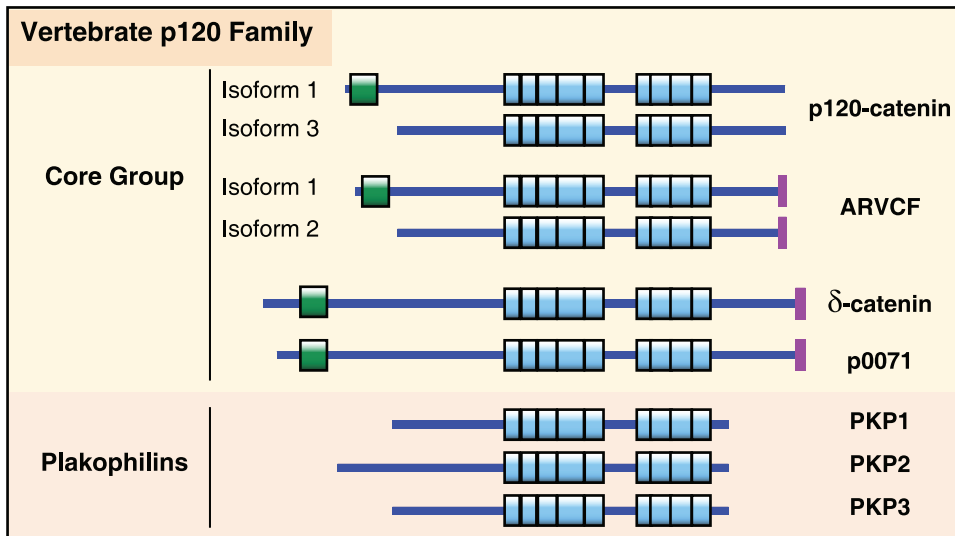 Vertebrate p120 Family
Core Group
Isoform 1
p120-catenin
Isoform 3
Isoform 1
ARVCF
Isoform 2
δ-catenin
p0071
Plakophilins
PKP1
PKP2
PKP3